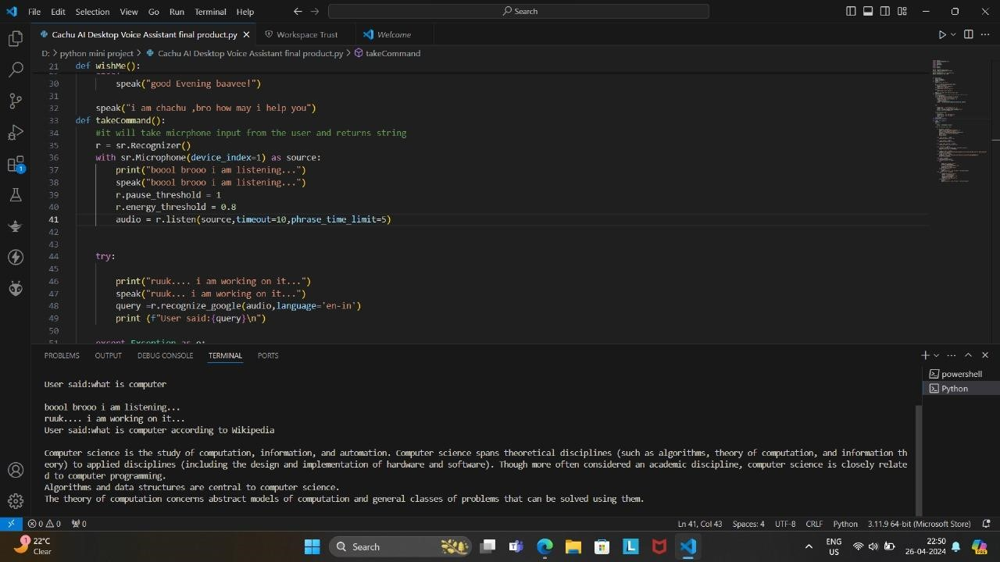 File Edit Selection View Go Run Terminal Help
Search
Cachu AI Desktop Voice Assistant final product.py
Workspace Trust
Welcome
D: > python mini project > Cachu AI Desktop Voice Assistant final product.py > takeCommand
21 def wishMe():
30 speak("good Evening baavee!")
31
32 speak("i am chachu ,bro how may i help you")
33 def takeCommand():
34 #it will take micrphone input from the user and returns string
35 r = sr.Recognizer()
36 with sr.Microphone(device_index=1) as source:
37 print("boool brooo i am listening...")
38 speak("boool brooo i am listening...")
39 r.pause_threshold = 1
40 r.energy_threshold = 0.8
41 audio = r.listen(source,timeout=10,phrase_time_limit=5)
42
43
44 try:
45
46 print("ruuk.... i am working on it...")
47 speak("ruuk... i am working on it...")
48 query =r.recognize_google(audio,language='en-in')
49 print (f"User said:{query}\n")
50
51 except Exception as e:
PROBLEMS OUTPUT DEBUG CONSOLE TERMINAL PORTS
powershell
Python
User said:what is computer
boool brooo i am listening...
ruuk.... i am working on it...
User said:what is computer according to Wikipedia
Computer science is the study of computation, information, and automation. Computer science spans theoretical disciplines (such as algorithms, theory of computation, and information th
eory) to applied disciplines (including the design and implementation of hardware and software). Though more often considered an academic discipline, computer science is closely relate
d to computer programming.
Algorithms and data structures are central to computer science.
The theory of computation concerns abstract models of computation and general classes of problems that can be solved using them.
0 0 0
Ln 41, Col 43 Spaces: 4 UTF-8 CRLF Python 3.11.9 64-bit (Microsoft Store)
1
22°C
Clear
Search
L
PRE
ENG
US
22:50
26-04-2024